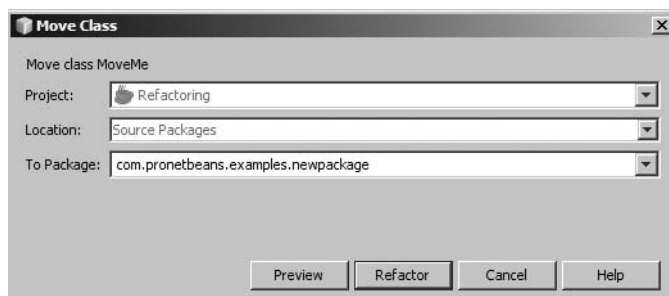 Move Class
Move class MoveMe
Project: Refactoring
Location: Source Packages
To Package: com.pronetbeans.examples.newpackage
Preview Refactor Cancel Help